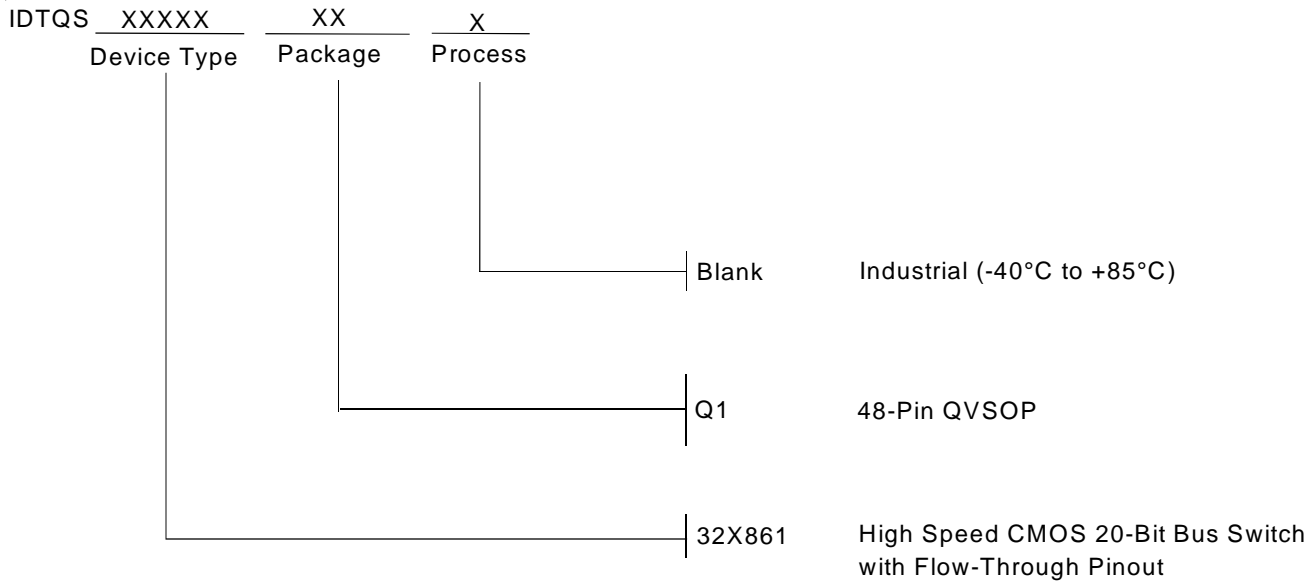 IDTQS XXXXX XX X
Device Type Package Process
Blank Industrial (-40°C to +85°C)
Q1 48-Pin QVSOP
32X861 High Speed CMOS 20-Bit Bus Switch
with Flow-Through Pinout